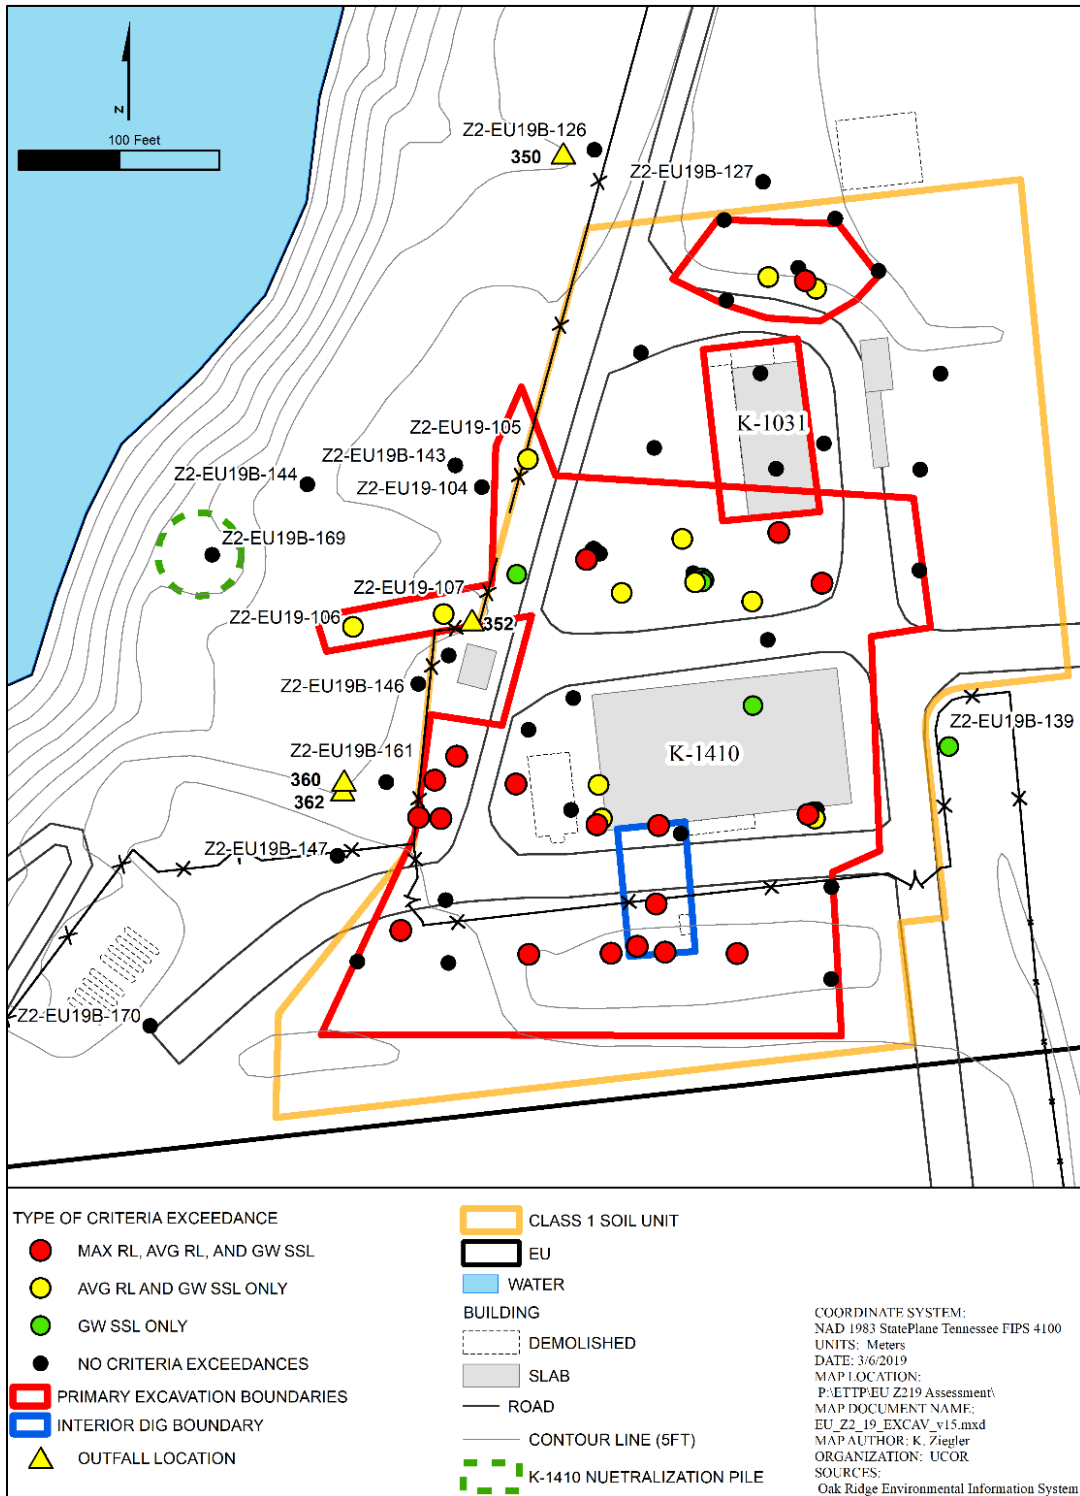 Z2-EU19B-126
350
N
100 Feet
Z2-EU19B-127
K-1031
Z2-EU19-105
Z2-EU19B-143
Z2-EU19B-144
Z2-EU19-104
Z2-EU19B-169
Z2-EU19-107
Z2-EU19-106
352
Z2-EU19B-146
Z2-EU19B-139
Z2-EU19B-161
K-1410
360
362
Z2-EU19B-147
Z2-EU19B-170
TYPE OF CRITERIA EXCEEDANCE
MAX RL, AVG RL, AND GW SSL
AVG RL AND GW SSL ONLY
GW SSL ONLY
NO CRITERIA EXCEEDANCES
PRIMARY EXCAVATION BOUNDARIES
INTERIOR DIG BOUNDARY
OUTFALL LOCATION
CLASS 1 SOIL UNIT
EU
WATER
BUILDING
DEMOLISHED
SLAB
ROAD
CONTOUR LINE (5FT)
K-1410 NUETRALIZATION PILE
COORDINATE SYSTEM:
NAD 1983 StatePlane Tennessee FIPS 4100
UNITS: Meters
DATE: 3/6/2019
MAP LOCATION:
P:\ETTP\EU Z219 Assessment\
MAP DOCUMENT NAME:
EU_Z2_19_EXCAV_v15.mxd
MAP AUTHOR: K. Ziegler
ORGANIZATION: UCOR
SOURCES:
Oak Ridge Environmental Information System